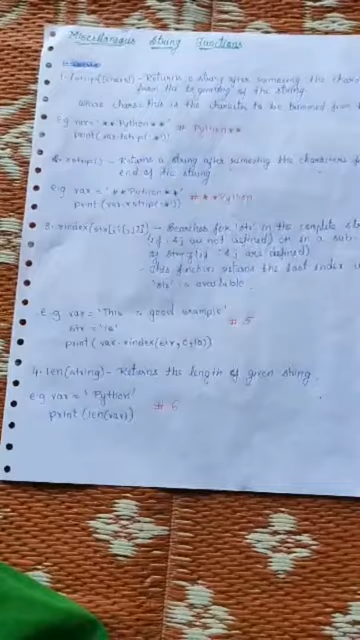 Miscellaneous String Functions
1. lstrip([chars]) - Returns a string after removing the chara
from the beginning of the string.
where chars: This is the character to be trimmed from
e.g var = '**Python**' # Python**
print(var.lstrip('*'))
2. rstrip() - Returns a string after removing the characters f
end of the string
e.g. var = '**Python**' # **Python
print (var.rstrip('*'))
3. rindex(str[,i[,j]]) - Searches for 'str' in the complete st
(if i & j are not defined) or in a sub
of string (if i & j are defined)
- This function returns the last index
'str' is available.
e.g var = 'This is good example'
str = 'is' # 5
print (var.rindex(str,0,10))
4. len(string) - Returns the length of given string.
e.g var = 'Python'
print (len(var)) # 6